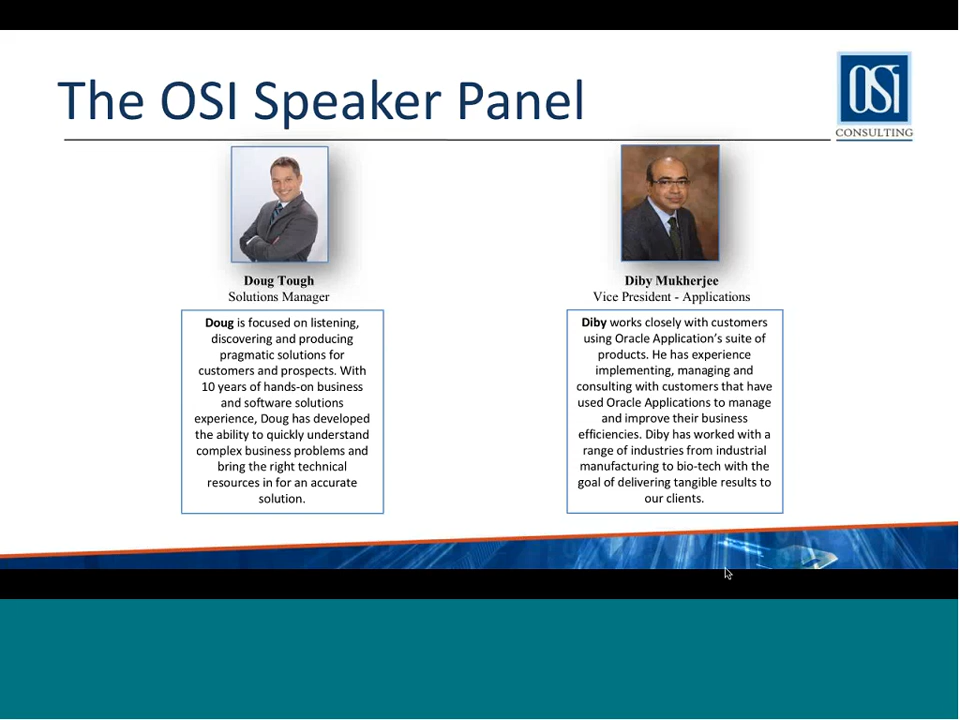 The OSI Speaker Panel
OSi
CONSULTING
Doug Tough
Solutions Manager
Doug is focused on listening,
discovering and producing
pragmatic solutions for
customers and prospects. With
10 years of hands-on business
and software solutions
experience, Doug has developed
the ability to quickly understand
complex business problems and
bring the right technical
resources in for an accurate
solution.
Diby Mukherjee
Vice President - Applications
Diby works closely with customers
using Oracle Application's suite of
products. He has experience
implementing, managing and
consulting with customers that have
used Oracle Applications to manage
and improve their business
efficiencies. Diby has worked with a
range of industries from industrial
manufacturing to bio-tech with the
goal of delivering tangible results to
our clients.